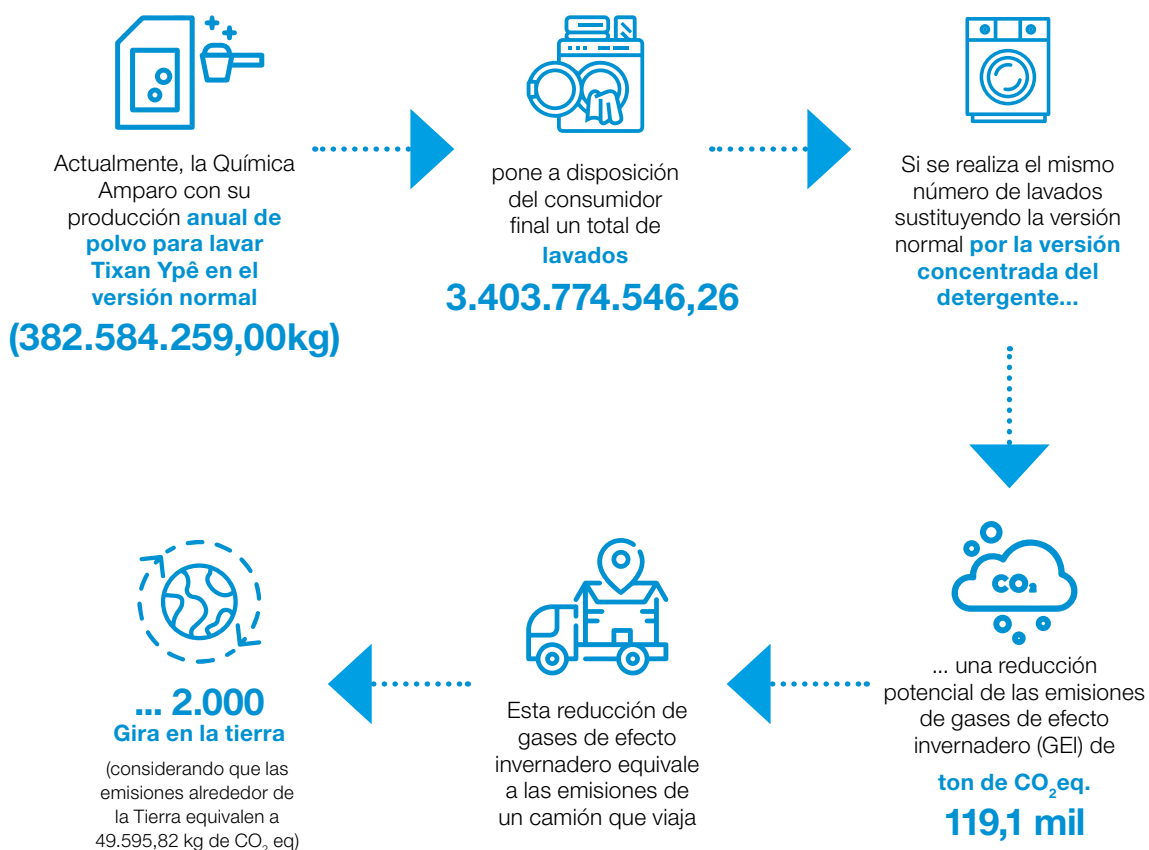 Actualmente, la Química
Amparo con su
producción anual de
polvo para lavar
Tixan Ypê en el
versión normal
(382.584.259,00kg)
pone a disposición
del consumidor
final un total de
lavados
3.403.774.546,26
Si se realiza el mismo
número de lavados
sustituyendo la versión
normal por la versión
concentrada del
detergente...
CO₂
... una reducción
potencial de las emisiones
de gases de efecto
invernadero (GEI) de
ton de CO₂eq.
119,1 mil
Esta reducción de
gases de efecto
invernadero equivale
a las emisiones de
un camión que viaja
... 2.000
Gira en la tierra
(considerando que las
emisiones alrededor de
la Tierra equivalen a
49.595,82 kg de CO₂ eq)